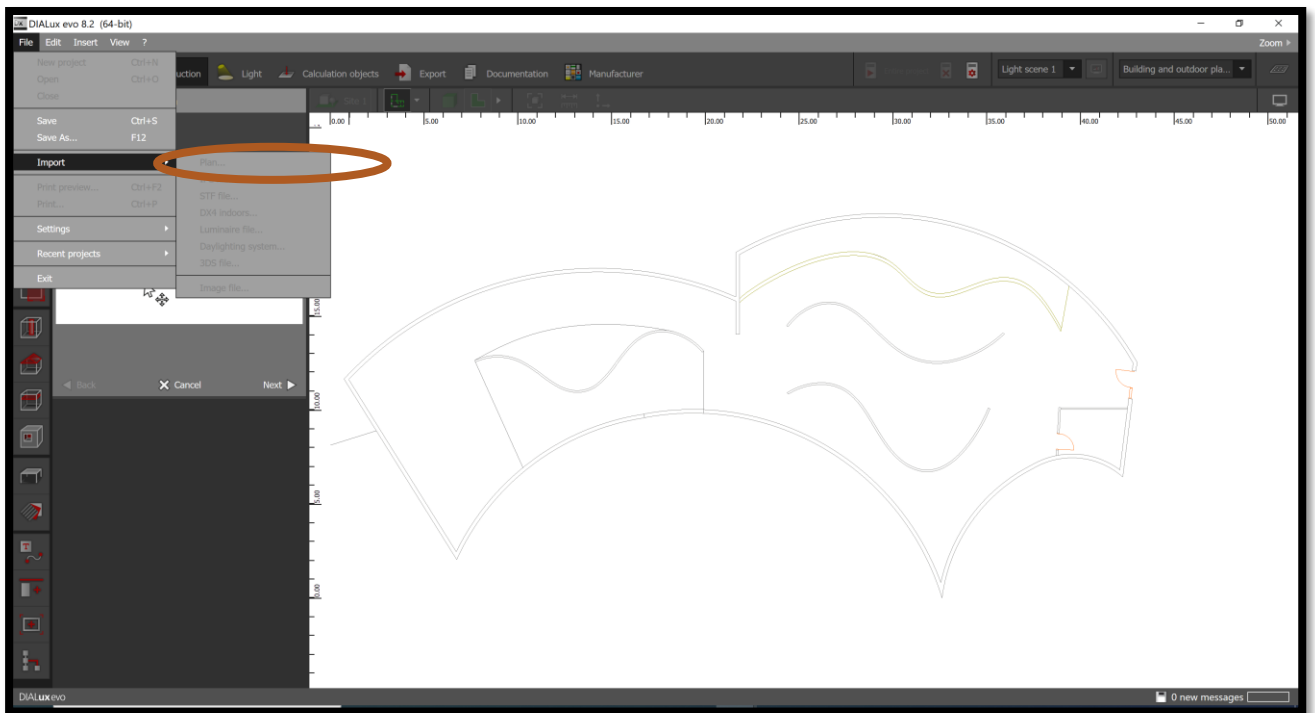 DIALux evo 8.2 (64-bit)
File Edit Insert View ?
Zoom
New project Ctrl+N
Open Ctrl+O
Close
Save Ctrl+S
Save As... F12
Import
Print preview... Ctrl+F2
Print... Ctrl+P
Settings
Recent projects
Exit
Plan...
STF file...
DX4 indoors...
Luminaire file...
Daylighting system...
3DS file...
Image file...
uction Light Calculation objects Export Documentation Manufacturer
Light scene 1 Building and outdoor pla...
Site 1
0.00 5.00 10.00 15.00 20.00 25.00 30.00 35.00 40.00 45.00 50.00
15.00
10.00
5.00
0.00
Back Cancel Next
DIALux evo
0 new messages